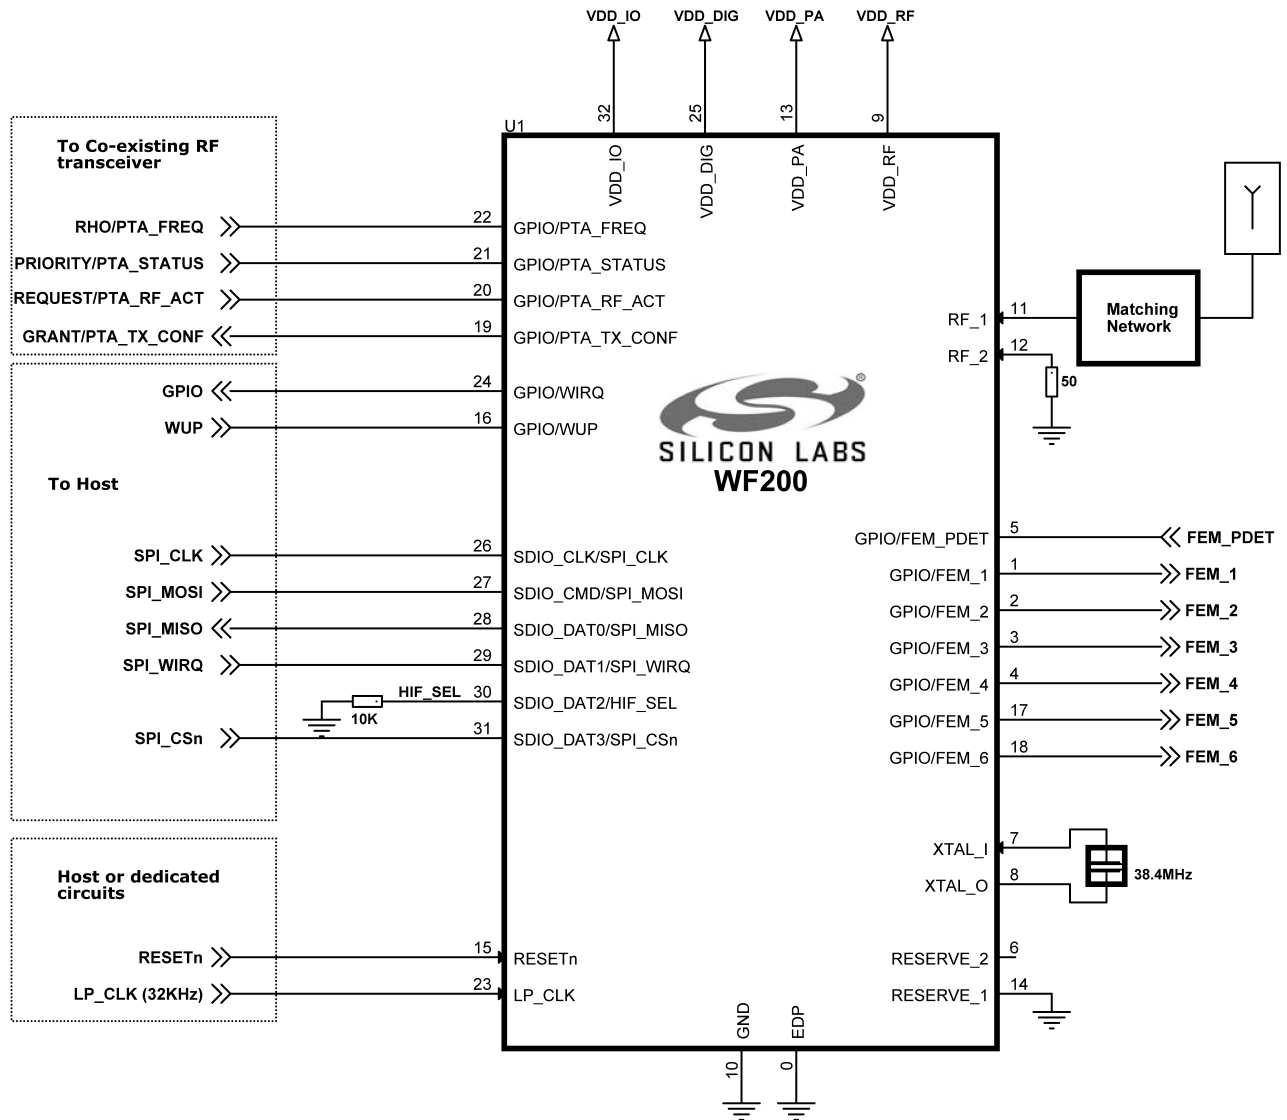 VDD_IO VDD_DIG VDD_PA VDD_RF
32 25 13 9
U1
VDD_IO VDD_DIG VDD_PA VDD_RF
To Co-existing RF
transceiver
RHO/PTA_FREQ 22 GPIO/PTA_FREQ
PRIORITY/PTA_STATUS 21 GPIO/PTA_STATUS
REQUEST/PTA_RF_ACT 20 GPIO/PTA_RF_ACT
GRANT/PTA_TX_CONF 19 GPIO/PTA_TX_CONF
RF_1 11
Matching
Network
RF_2 12
50
GPIO 24 GPIO/WIRQ
WUP 16 GPIO/WUP
®
SILICON LABS
WF200
To Host
SPI_CLK 26 SDIO_CLK/SPI_CLK
SPI_MOSI 27 SDIO_CMD/SPI_MOSI
SPI_MISO 28 SDIO_DAT0/SPI_MISO
SPI_WIRQ 29 SDIO_DAT1/SPI_WIRQ
10K HIF_SEL 30 SDIO_DAT2/HIF_SEL
SPI_CSn 31 SDIO_DAT3/SPI_CSn
GPIO/FEM_PDET 5 FEM_PDET
GPIO/FEM_1 1 FEM_1
GPIO/FEM_2 2 FEM_2
GPIO/FEM_3 3 FEM_3
GPIO/FEM_4 4 FEM_4
GPIO/FEM_5 17 FEM_5
GPIO/FEM_6 18 FEM_6
XTAL_I 7
XTAL_O 8
38.4MHz
Host or dedicated
circuits
RESETn 15 RESETn
LP_CLK (32KHz) 23 LP_CLK
RESERVE_2 6
RESERVE_1 14
GND EDP
10 0